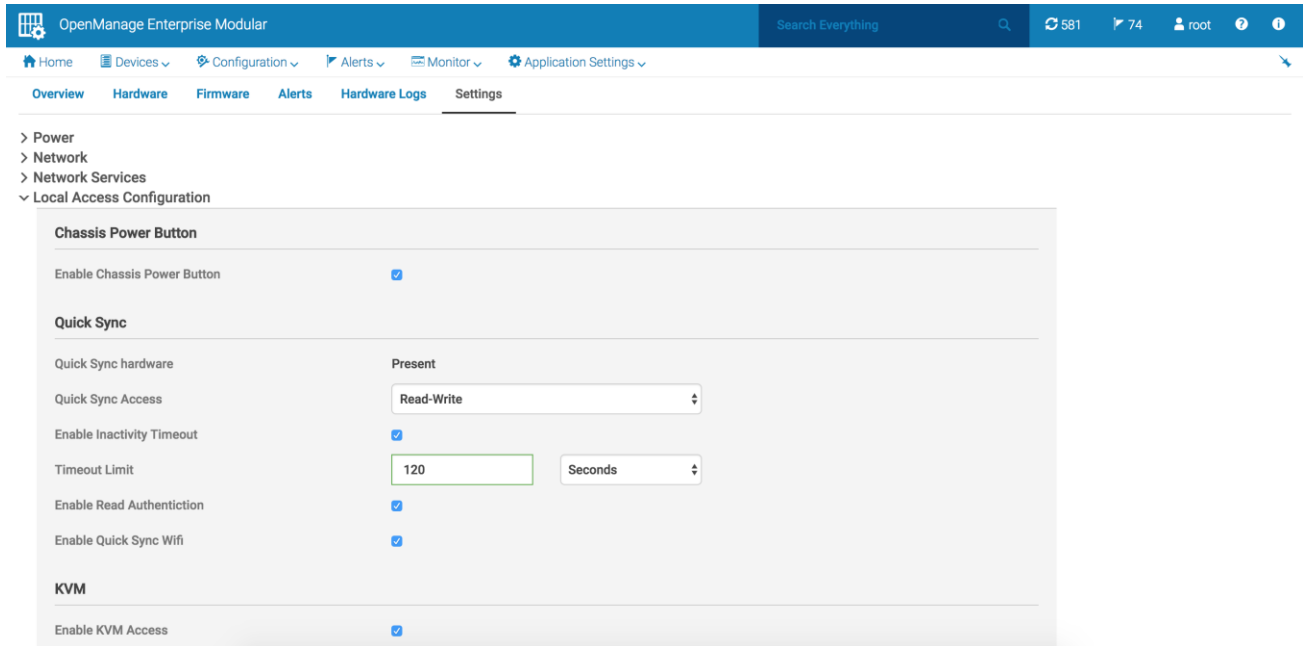 OpenManage Enterprise Modular Search Everything 581 74 root
Home Devices Configuration Alerts Monitor Application Settings
Overview Hardware Firmware Alerts Hardware Logs Settings
Power
Network
Network Services
Local Access Configuration
Chassis Power Button
Enable Chassis Power Button
Quick Sync
Quick Sync hardware Present
Quick Sync Access Read-Write
Enable Inactivity Timeout
Timeout Limit 120 Seconds
Enable Read Authentiction
Enable Quick Sync Wifi
KVM
Enable KVM Access